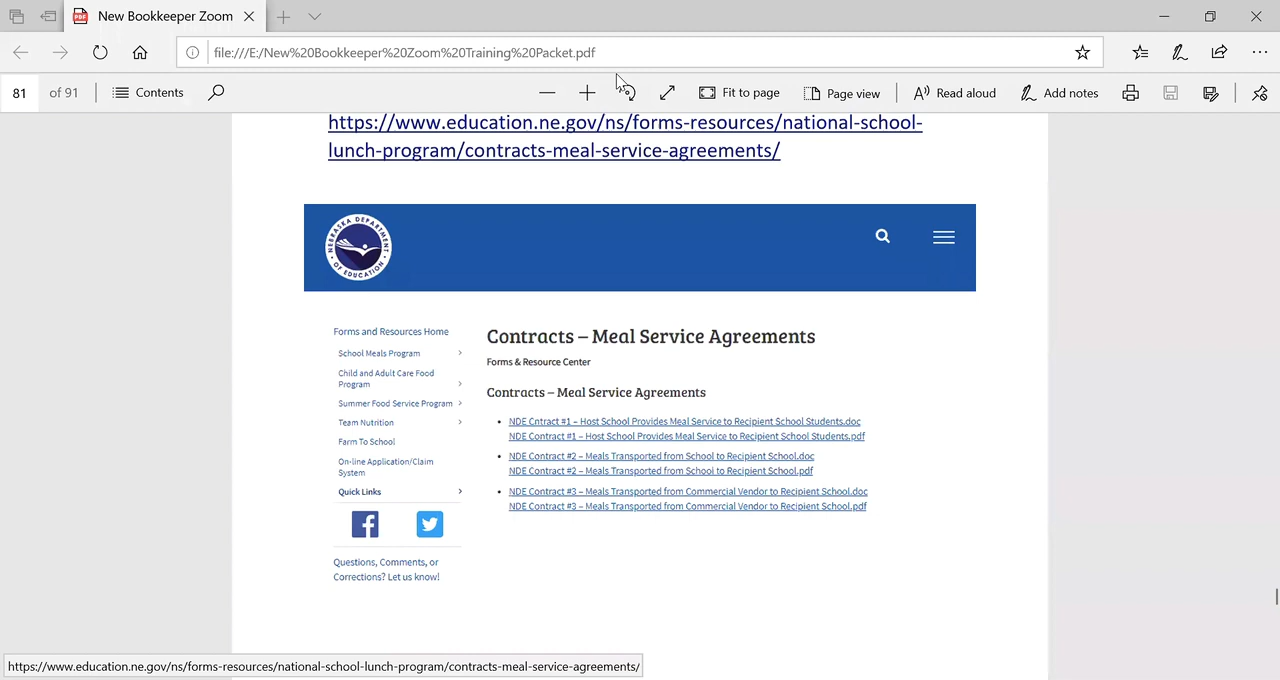 New Bookkeeper Zoom
file:///E:/New%20Bookkeeper%20Zoom%20Training%20Packet.pdf
81 of 91 Contents Fit to page Page view Read aloud Add notes
https://www.education.ne.gov/ns/forms-resources/national-school-
lunch-program/contracts-meal-service-agreements/
NEBRASKA DEPARTMENT
OF EDUCATION
Forms and Resources Home
School Meals Program
Child and Adult Care Food
Program
Summer Food Service Program
Team Nutrition
Farm To School
On-line Application/Claim
System
Quick Links
Questions, Comments, or
Corrections? Let us know!
Contracts – Meal Service Agreements
Forms & Resource Center
Contracts – Meal Service Agreements
NDE Cntract #1 – Host School Provides Meal Service to Recipient School Students.doc
NDE Contract #1 – Host School Provides Meal Service to Recipient School Students.pdf
NDE Contract #2 – Meals Transported from School to Recipient School.doc
NDE Contract #2 – Meals Transported from School to Recipient School.pdf
NDE Contract #3 – Meals Transported from Commercial Vendor to Recipient School.doc
NDE Contract #3 – Meals Transported from Commercial Vendor to Recipient School.pdf
https://www.education.ne.gov/ns/forms-resources/national-school-lunch-program/contracts-meal-service-agreements/